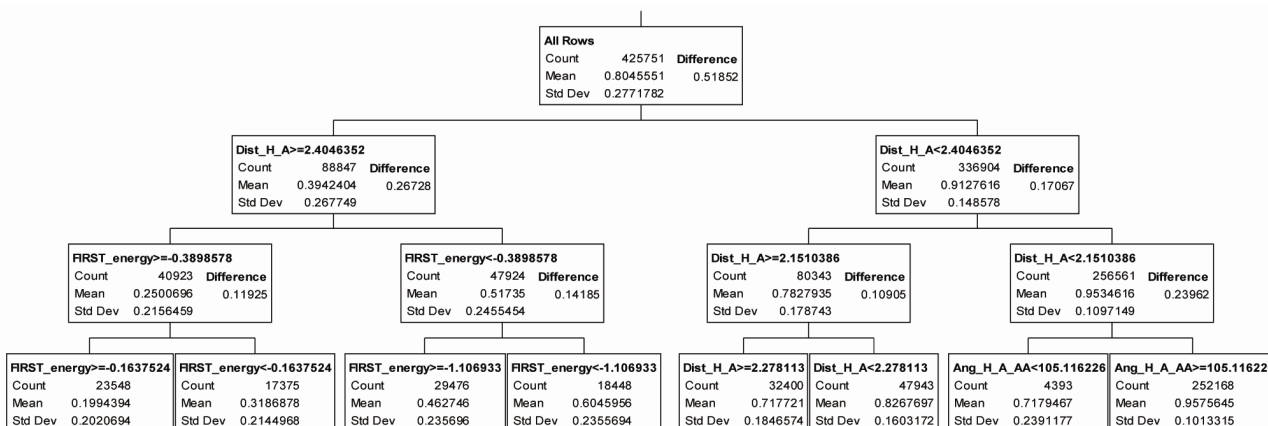 All Rows
Count 425751 Difference
Mean 0.8045551 0.51852
Std Dev 0.2771782
Dist_H_A>=2.4046352
Count 88847 Difference
Mean 0.3942404 0.26728
Std Dev 0.267749
Dist_H_A<2.4046352
Count 336904 Difference
Mean 0.9127616 0.17067
Std Dev 0.148578
FIRST_energy>=-0.3898578
Count 40923 Difference
Mean 0.2500696 0.11925
Std Dev 0.2156459
FIRST_energy<-0.3898578
Count 47924 Difference
Mean 0.51735 0.14185
Std Dev 0.2455454
Dist_H_A>=2.1510386
Count 80343 Difference
Mean 0.7827935 0.10905
Std Dev 0.178743
Dist_H_A<2.1510386
Count 256561 Difference
Mean 0.9534616 0.23962
Std Dev 0.1097149
FIRST_energy>=-0.1637524
Count 23548
Mean 0.1994394
Std Dev 0.2020694
FIRST_energy<-0.1637524
Count 17375
Mean 0.3186878
Std Dev 0.2144968
FIRST_energy>=-1.106933
Count 29476
Mean 0.462746
Std Dev 0.235696
FIRST_energy<-1.106933
Count 18448
Mean 0.6045956
Std Dev 0.2355694
Dist_H_A>=2.278113
Count 32400
Mean 0.717721
Std Dev 0.1846574
Dist_H_A<2.278113
Count 47943
Mean 0.8267697
Std Dev 0.1603172
Ang_H_A_AA<105.116226
Count 4393
Mean 0.7179467
Std Dev 0.2391177
Ang_H_A_AA>=105.11622
Count 252168
Mean 0.9575645
Std Dev 0.1013315